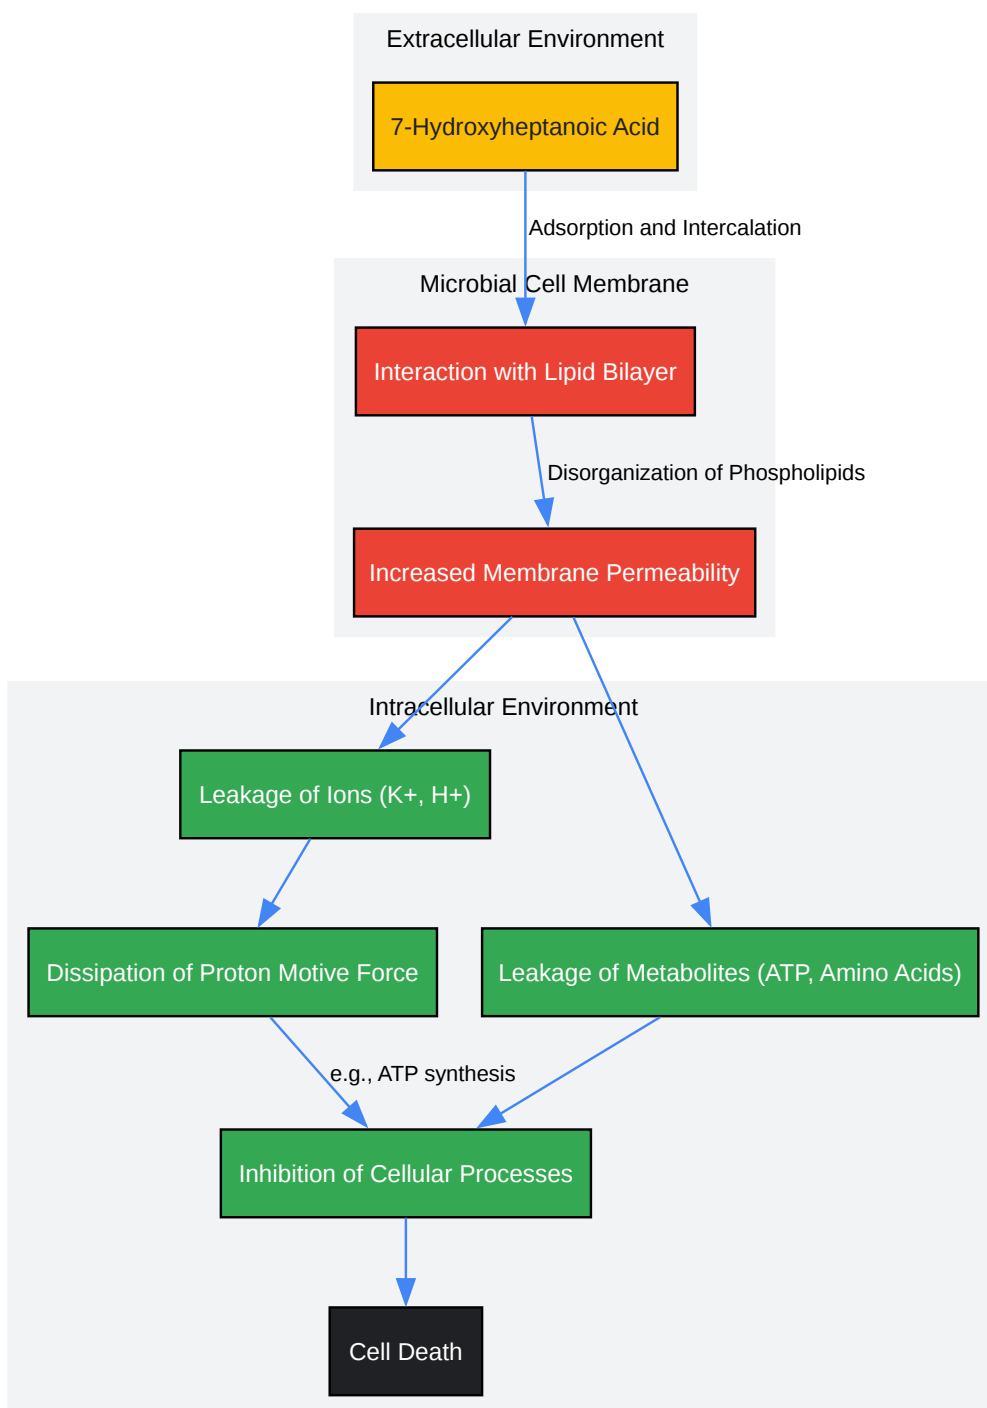 Extracellular Environment
7-Hydroxyheptanoic Acid
Adsorption and Intercalation
Microbial Cell Membrane
Interaction with Lipid Bilayer
Disorganization of Phospholipids
Increased Membrane Permeability
Intracellular Environment
Leakage of Ions (K+, H+)
Dissipation of Proton Motive Force
Leakage of Metabolites (ATP, Amino Acids)
e.g., ATP synthesis
Inhibition of Cellular Processes
Cell Death